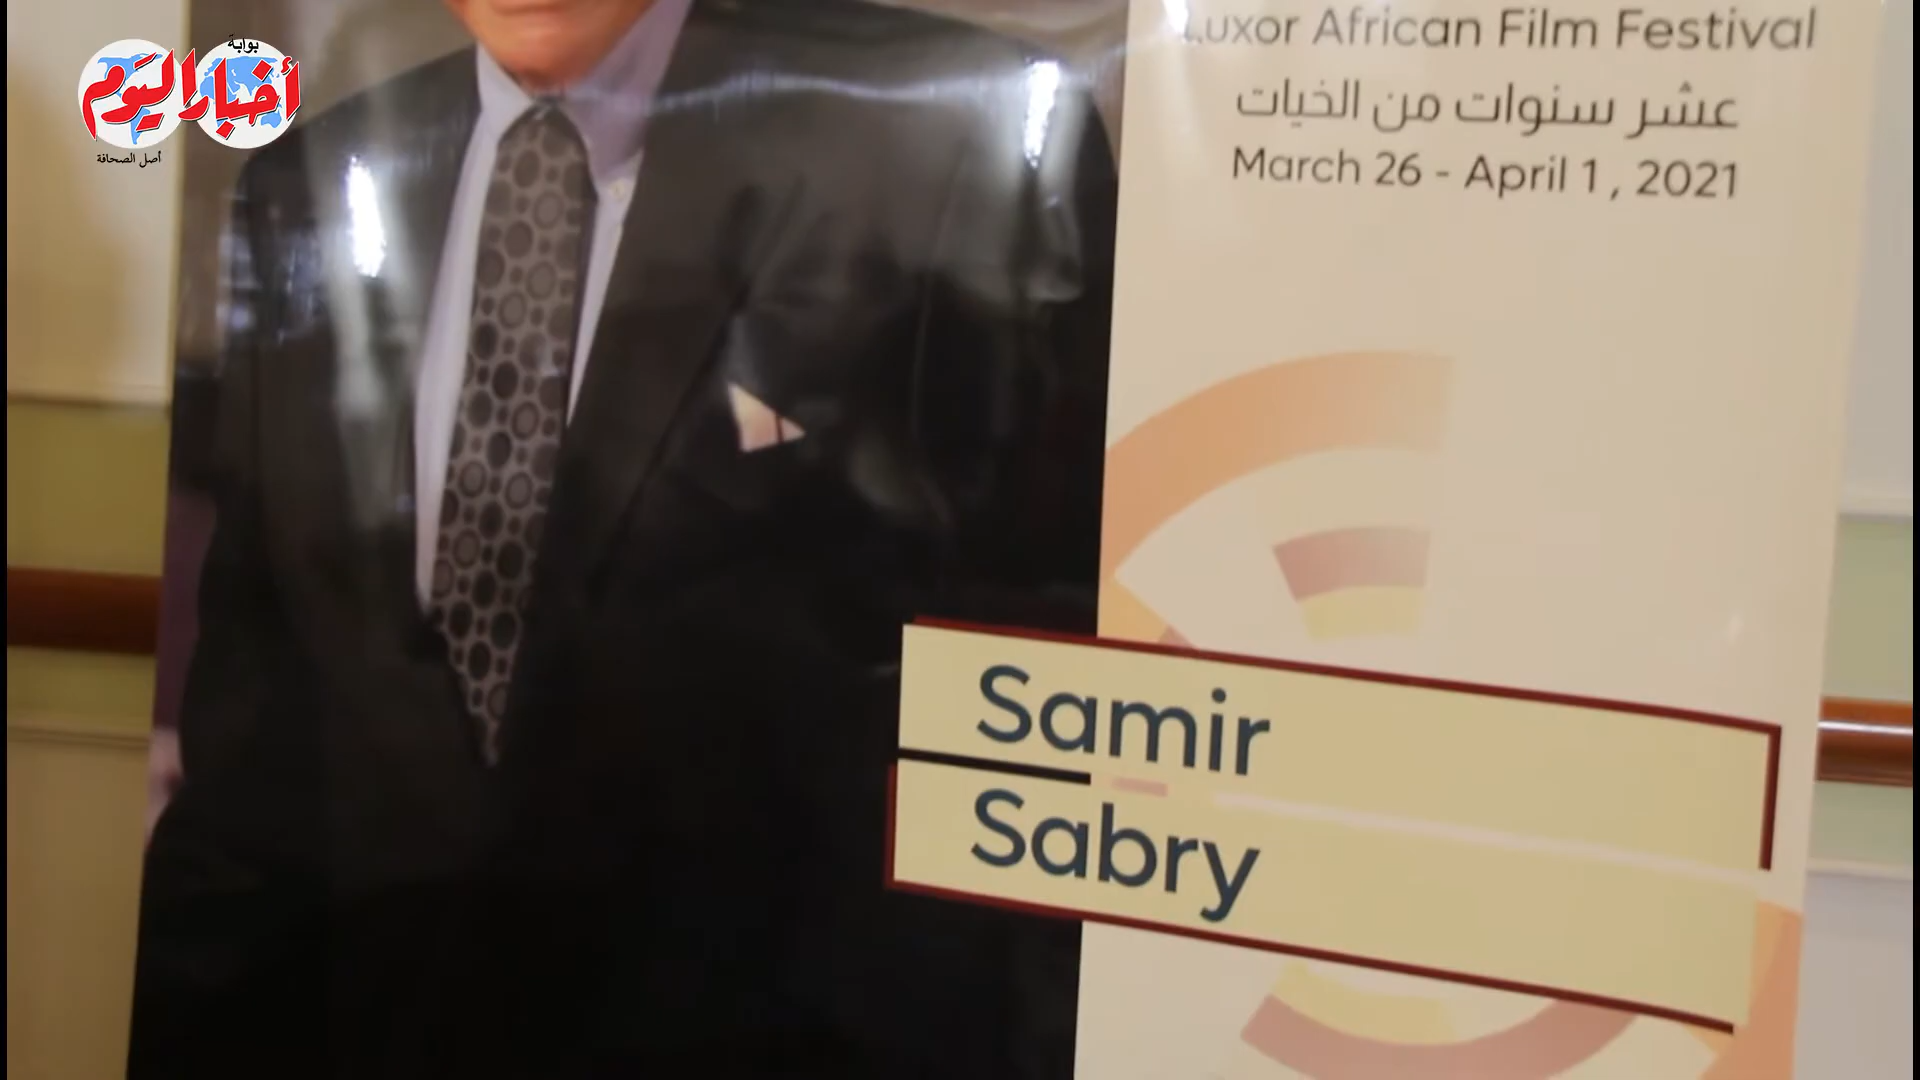 بوابة
أخبار اليوم
أصل الصحافة
Luxor African Film Festival
عشر سنوات من الخيات
March 26 - April 1 , 2021
Samir
Sabry